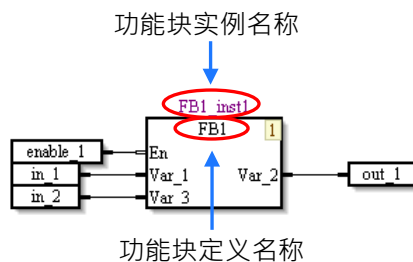 功能块实例名称
FB1_inst1
FB1
1
enable_1
En
in_1
Var_1
Var_2
out_1
in_2
Var_3
功能块定义名称